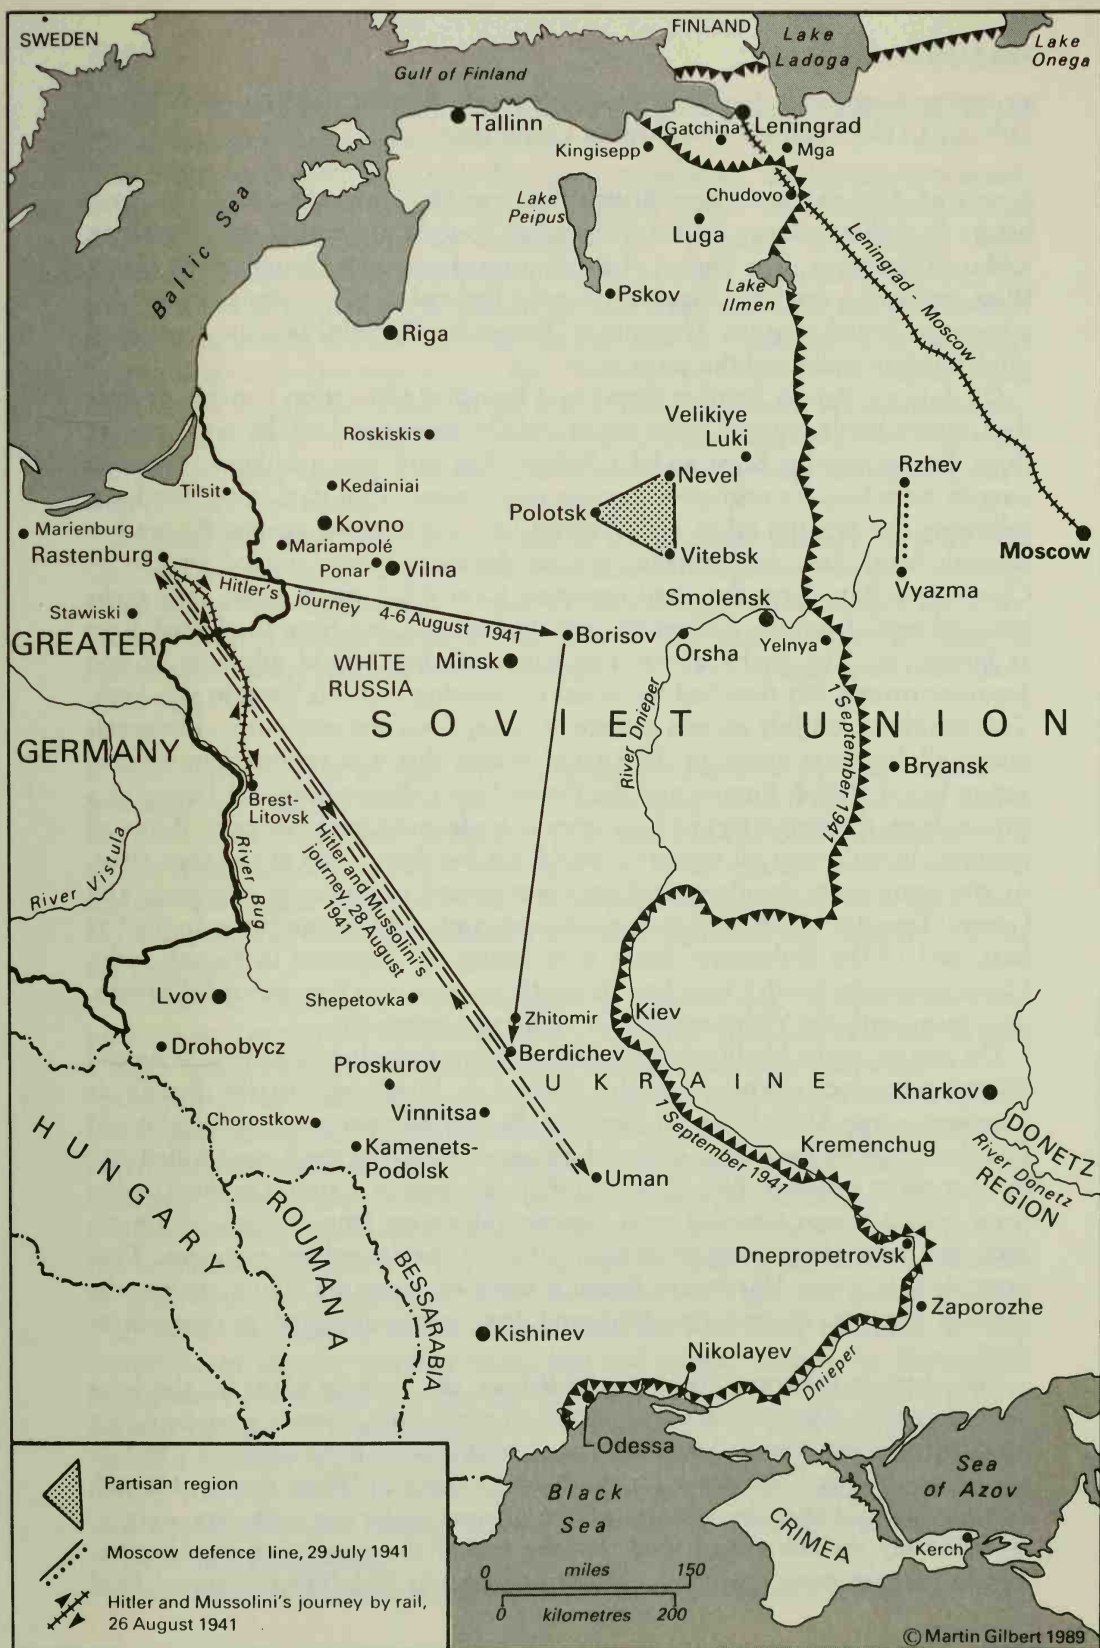 SWEDEN
FINLAND
Lake
Ladoga
Lake
Onega
Gulf of Finland
Tallinn
Gatchina
Leningrad
Kingisepp
Mga
Lake
Peipus
Chudovo
Luga
Baltic Sea
Leningrad - Moscow
Pskov
Lake
Ilmen
Riga
Velikiye
Luki
Roskiskis
Nevel
Rzhev
Tilsit
Kedainiai
Polotsk
Marienburg
Kovno
Moscow
Rastenburg
Mariampolé
Vitebsk
Ponar
Vilna
Vyazma
Hitler's journey 4-6 August 1941
Smolensk
Stawiski
Borisov
Orsha
Yelnya
GREATER
GERMANY
WHITE
RUSSIA
Minsk
SOVIET UNION
River Dnieper
1 September 1941
Bryansk
Brest-
Litovsk
River Vistula
River Bug
Hitler and Mussolini's
journey, 28 August
1941
Lvov
Shepetovka
Zhitomir
Kiev
Drohobycz
Berdichev
Proskurov
UKRAINE
Kharkov
Vinnitsa
1 September 1941
Chorostkow
Kremenchug
DONETZ
River Donetz
REGION
HUNGARY
Kamenets-
Podolsk
Uman
ROUMANIA
Dnepropetrovsk
BESSARABIA
Zaporozhe
Kishinev
Nikolayev
Dnieper
Odessa
Black
Sea
Sea
of Azov
CRIMEA
Kerch
Partisan region
Moscow defence line, 29 July 1941
Hitler and Mussolini's journey by rail,
26 August 1941
0 miles 150
0 kilometres 200
© Martin Gilbert 1989